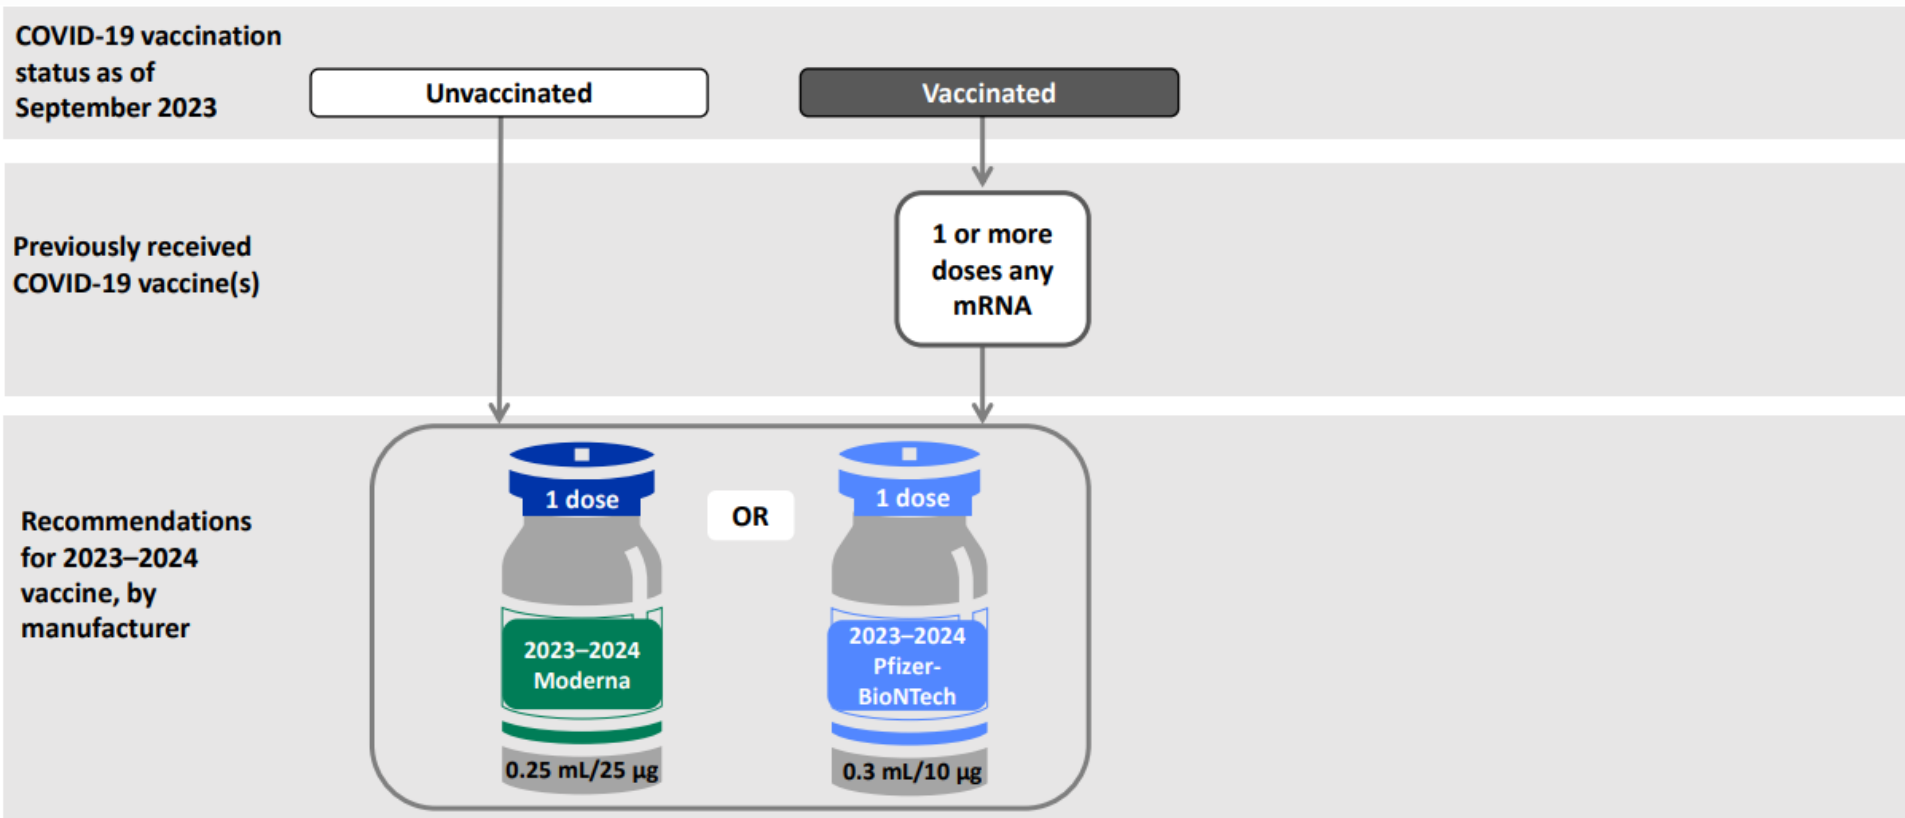 COVID-19 vaccination
status as of
September 2023
Unvaccinated
Vaccinated
Previously received
COVID-19 vaccine(s)
1 or more
doses any
mRNA
Recommendations
for 2023–2024
vaccine, by
manufacturer
1 dose
OR
1 dose
2023–2024
Moderna
2023–2024
Pfizer-
BioNTech
0.25 mL/25 µg
0.3 mL/10 µg